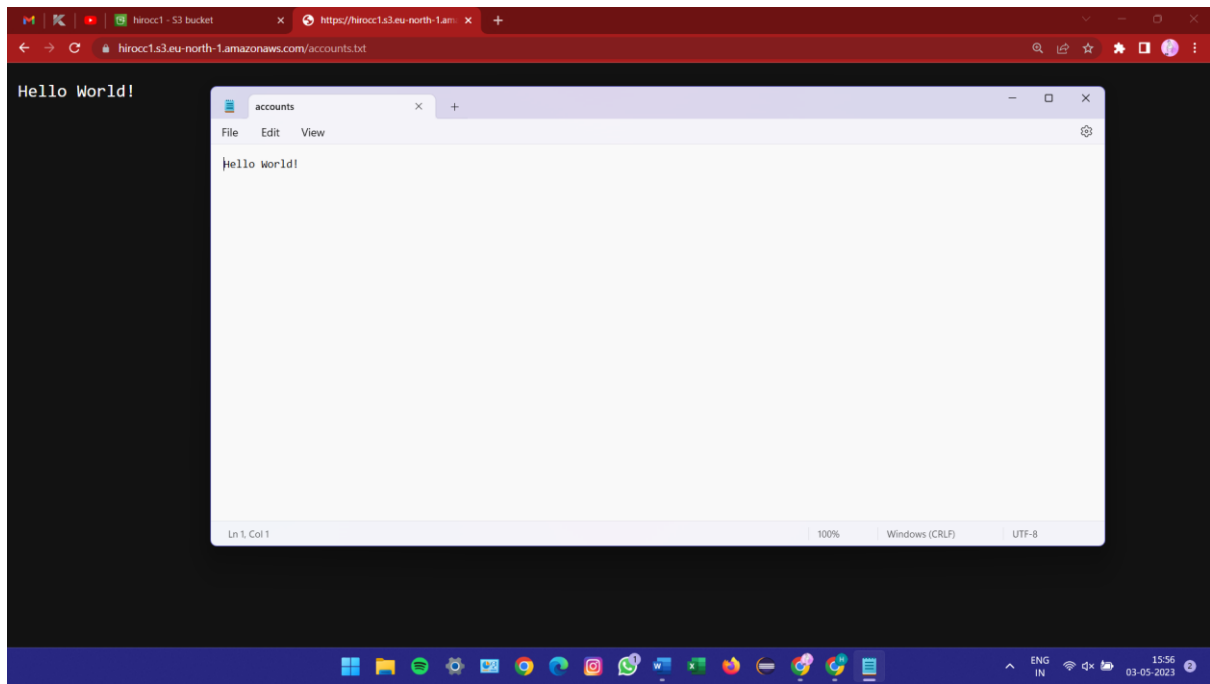 hirocc1 - S3 bucket
https://hirocc1.s3.eu-north-1.am
hirocc1.s3.eu-north-1.amazonaws.com/accounts.txt
Hello World!
accounts
File Edit View
Hello World!
Ln 1, Col 1 100% Windows (CRLF) UTF-8
ENG 15:56
IN 03-05-2023 2